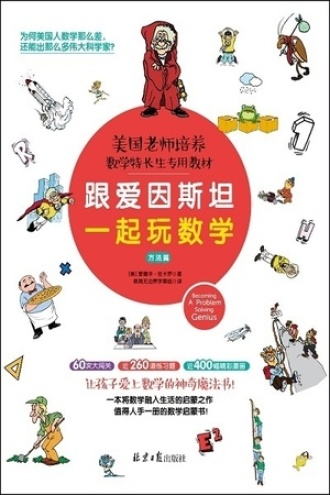 为何美国人数学那么差，
还能出那么多伟大科学家？
美国老师培养
数学特长生专用教材
跟爱因斯坦
一起玩数学
方法篇
Becoming
A Problem
Solving
Genius
60次大闯关
近260道练习题
近400幅精彩漫画
让孩子爱上数学的神奇魔法书！
一本将数学融入生活的启蒙之作
值得人手一册的数学启蒙书！
E²
北京日报出版社